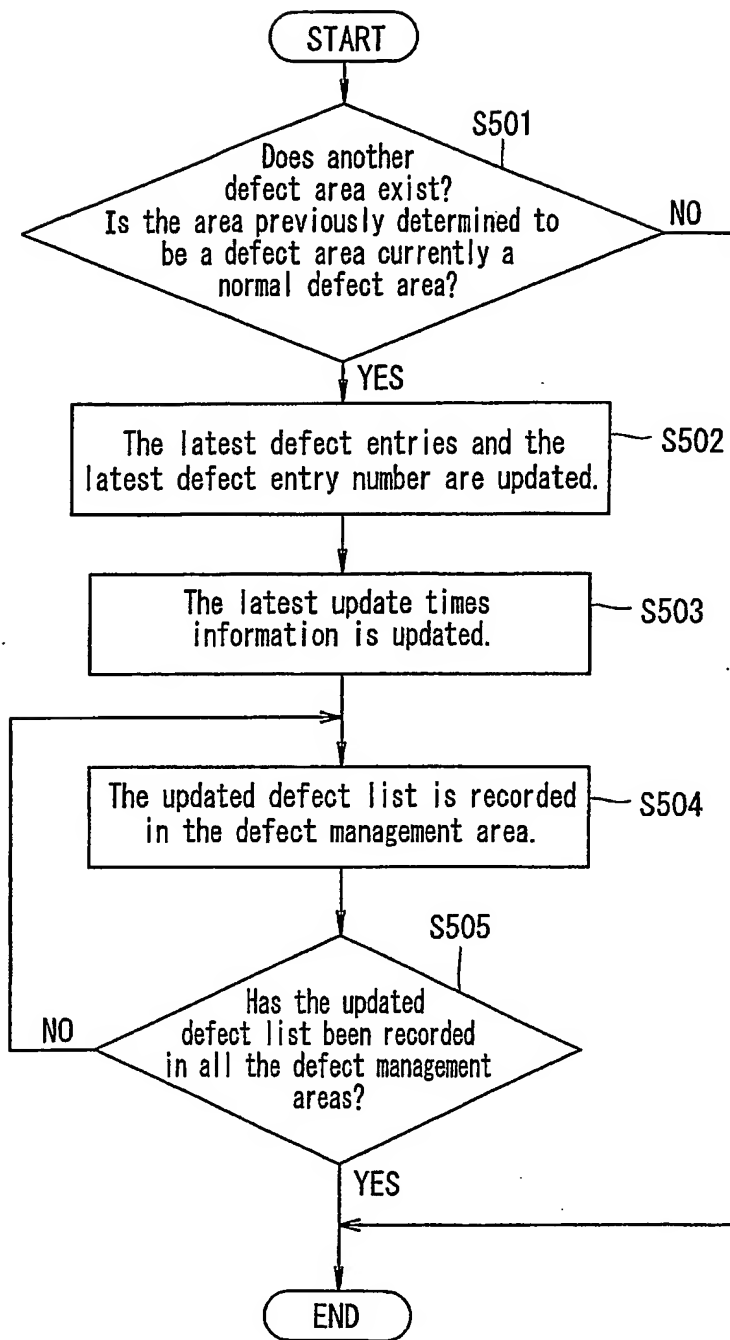 START
S501
Does another
defect area exist?
Is the area previously determined to
be a defect area currently a
normal defect area?
NO
YES
The latest defect entries and the
latest defect entry number are updated.
S502
The latest update times
information is updated.
S503
The updated defect list is recorded
in the defect management area.
S504
S505
Has the updated
defect list been recorded
in all the defect management
areas?
NO
YES
END